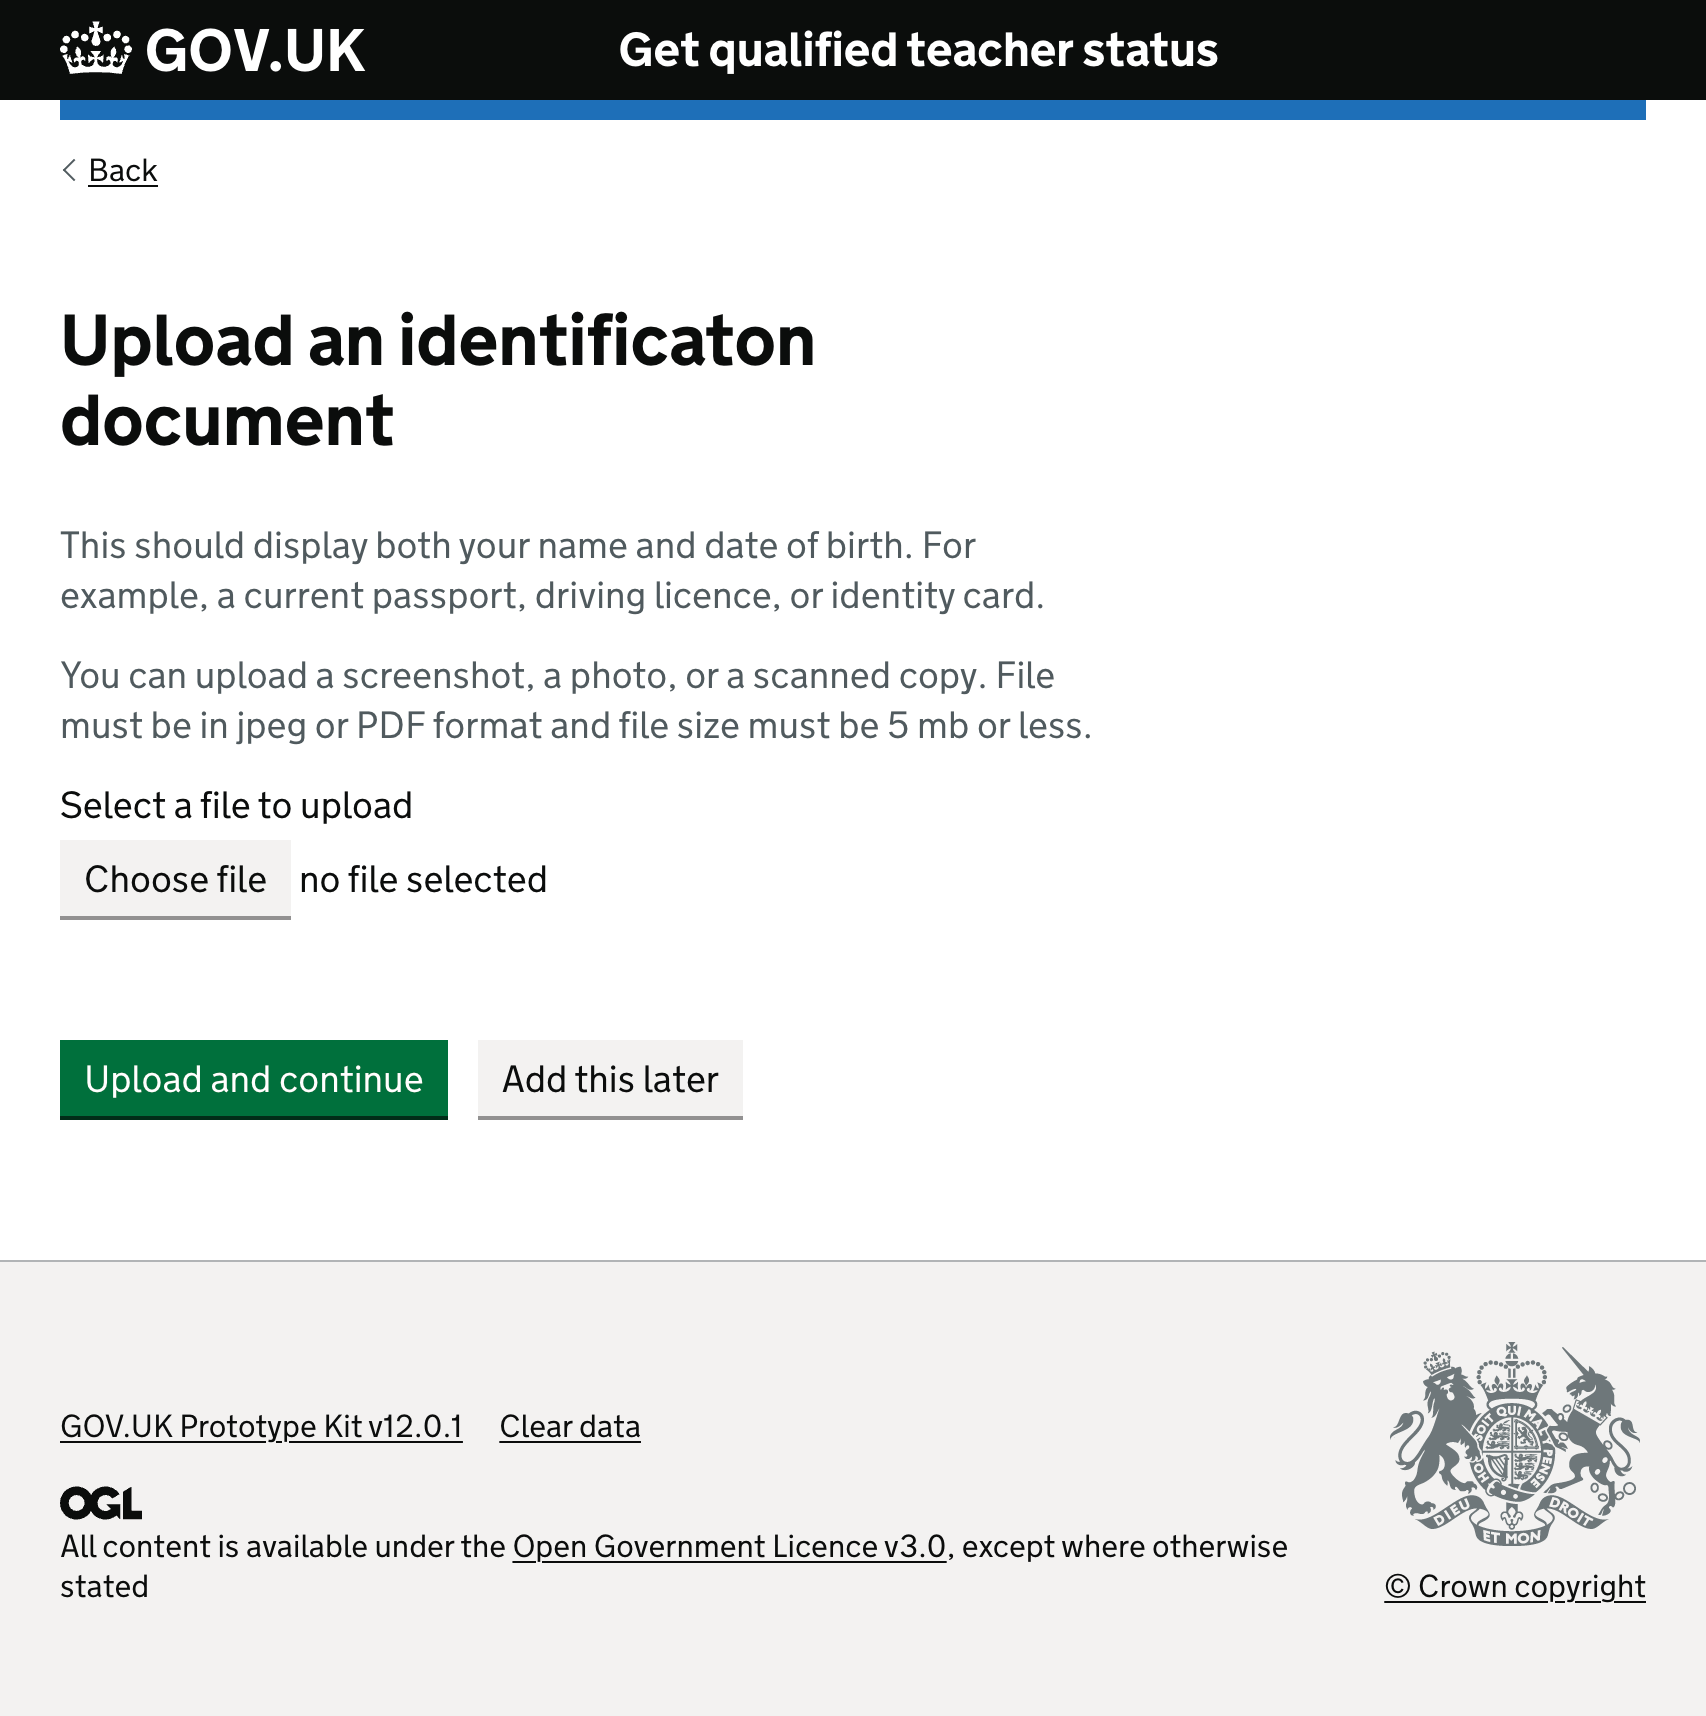 GOV.UK
Get qualified teacher status
Back
Upload an identificaton
document
This should display both your name and date of birth. For
example, a current passport, driving licence, or identity card.
You can upload a screenshot, a photo, or a scanned copy. File
must be in jpeg or PDF format and file size must be 5 mb or less.
Select a file to upload
Choose file no file selected
Upload and continue
Add this later
GOV.UK Prototype Kit v12.0.1
Clear data
OGL
All content is available under the Open Government Licence v3.0, except where otherwise
stated
HONI SOIT QUI MAL PENSE
DIEU ET MON DROIT
© Crown copyright